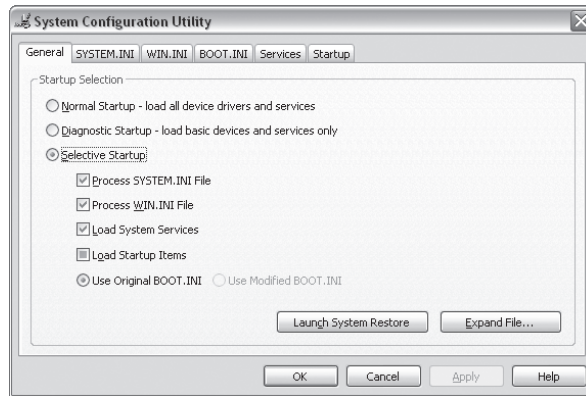 System Configuration Utility
General SYSTEM.INI WIN.INI BOOT.INI Services Startup
Startup Selection
Normal Startup - load all device drivers and services
Diagnostic Startup - load basic devices and services only
Selective Startup
Process SYSTEM.INI File
Process WIN.INI File
Load System Services
Load Startup Items
Use Original BOOT.INI Use Modified BOOT.INI
Launch System Restore Expand File...
OK Cancel Apply Help